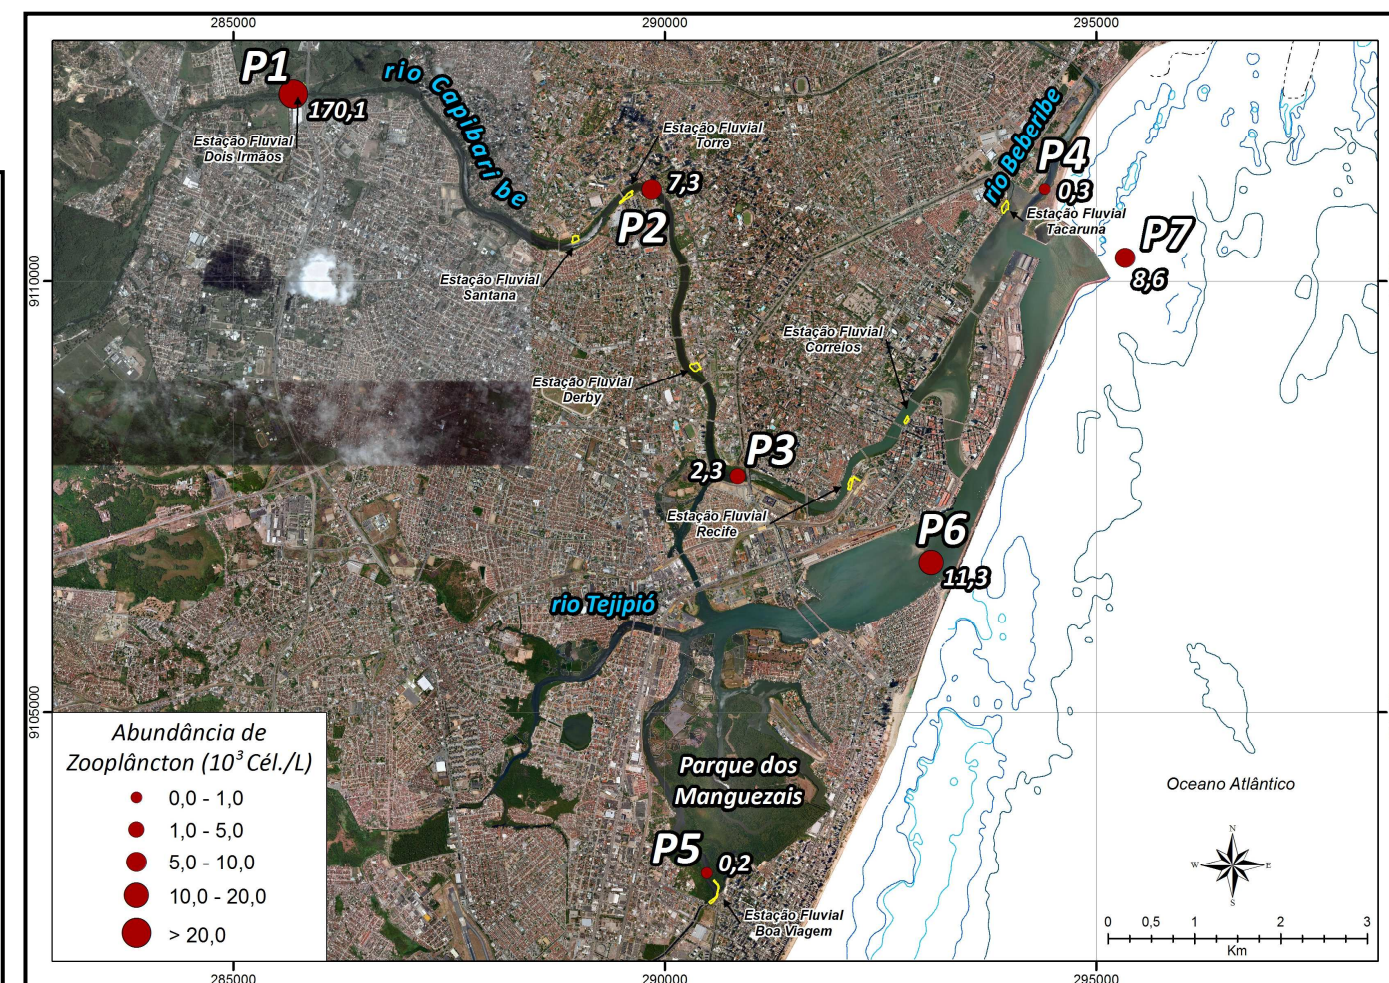 285000
290000
295000
P1
170,1
rio Capibaribe
Estação Fluvial
Dois Irmãos
Estação Fluvial
Torre
7,3
P2
rio Beberibe
P4
0,3
Estação Fluvial
Tacaruna
P7
8,6
9110000
Estação Fluvial
Santana
Estação Fluvial
Correios
Estação Fluvial
Derby
P3
2,3
Estação Fluvial
Recife
P6
11,3
rio Tejipió
9105000
Abundância de
Zooplâncton (10³ Cél./L)
0,0 - 1,0
1,0 - 5,0
5,0 - 10,0
10,0 - 20,0
> 20,0
Parque dos
Manguezais
P5
0,2
Estação Fluvial
Boa Viagem
Oceano Atlântico
N
W
E
S
0 0,5 1 2 3
Km
285000
290000
295000